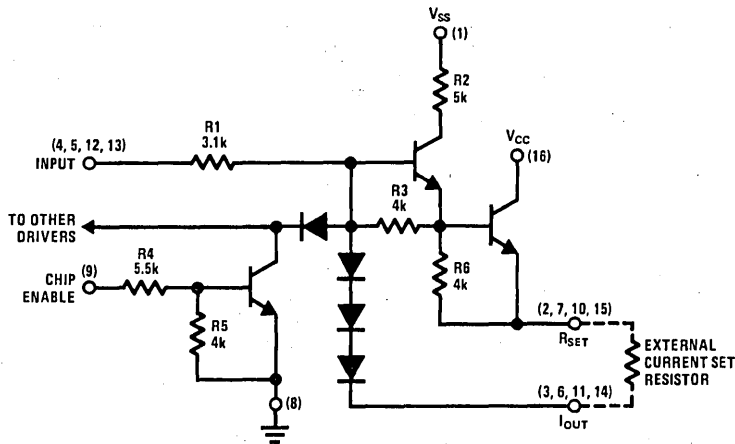 VSS
(1)
R2
5k
R1
3.1k
(4, 5, 12, 13)
INPUT
VCC
(16)
R3
4k
TO OTHER
DRIVERS
R4
5.5k
(9)
CHIP
ENABLE
R6
4k
R5
4k
(2, 7, 10, 15)
RSET
EXTERNAL
CURRENT SET
RESISTOR
(3, 6, 11, 14)
IOUT
(8)